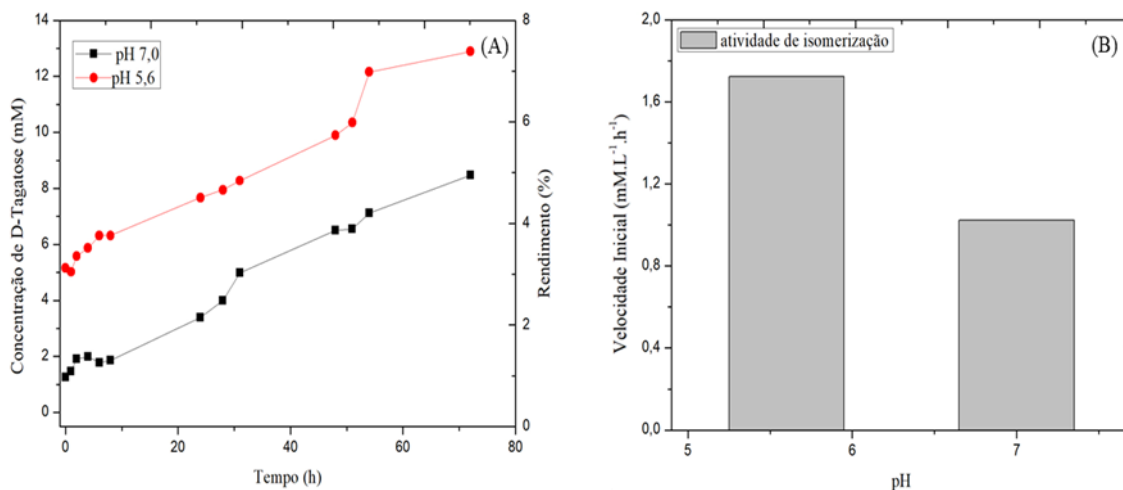 (A)
pH 7,0
pH 5,6
Concentração de D-Tagatose (mM)
14
12
10
8
6
4
2
0
0
20
40
60
80
Tempo (h)
8
6
4
2
0
Rendimento (%)
(B)
atividade de isomerização
Velocidade Inicial (mM.L⁻¹.h⁻¹)
2,0
1,6
1,2
0,8
0,4
0,0
5
6
7
pH